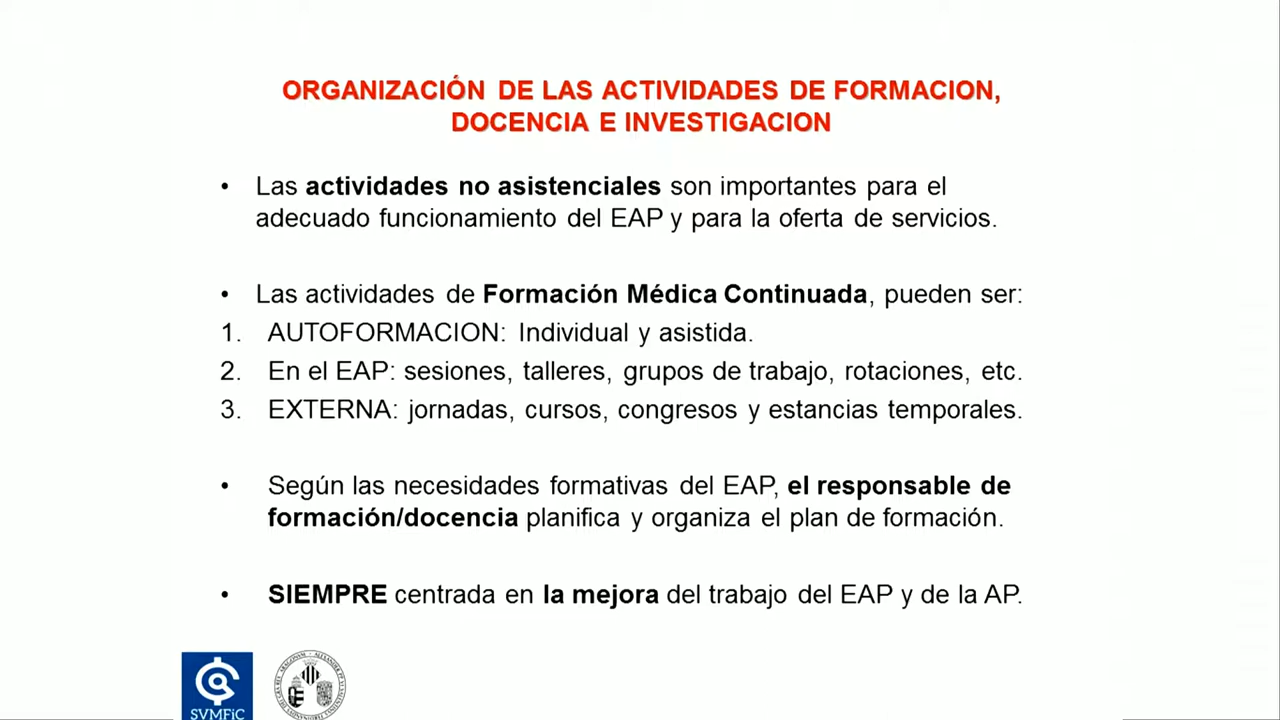 ORGANIZACIÓN DE LAS ACTIVIDADES DE FORMACION,
DOCENCIA E INVESTIGACION
• Las actividades no asistenciales son importantes para el
adecuado funcionamiento del EAP y para la oferta de servicios.
• Las actividades de Formación Médica Continuada, pueden ser:
1. AUTOFORMACION: Individual y asistida.
2. En el EAP: sesiones, talleres, grupos de trabajo, rotaciones, etc.
3. EXTERNA: jornadas, cursos, congresos y estancias temporales.
• Según las necesidades formativas del EAP, el responsable de
formación/docencia planifica y organiza el plan de formación.
• SIEMPRE centrada en la mejora del trabajo del EAP y de la AP.
SVMFiC